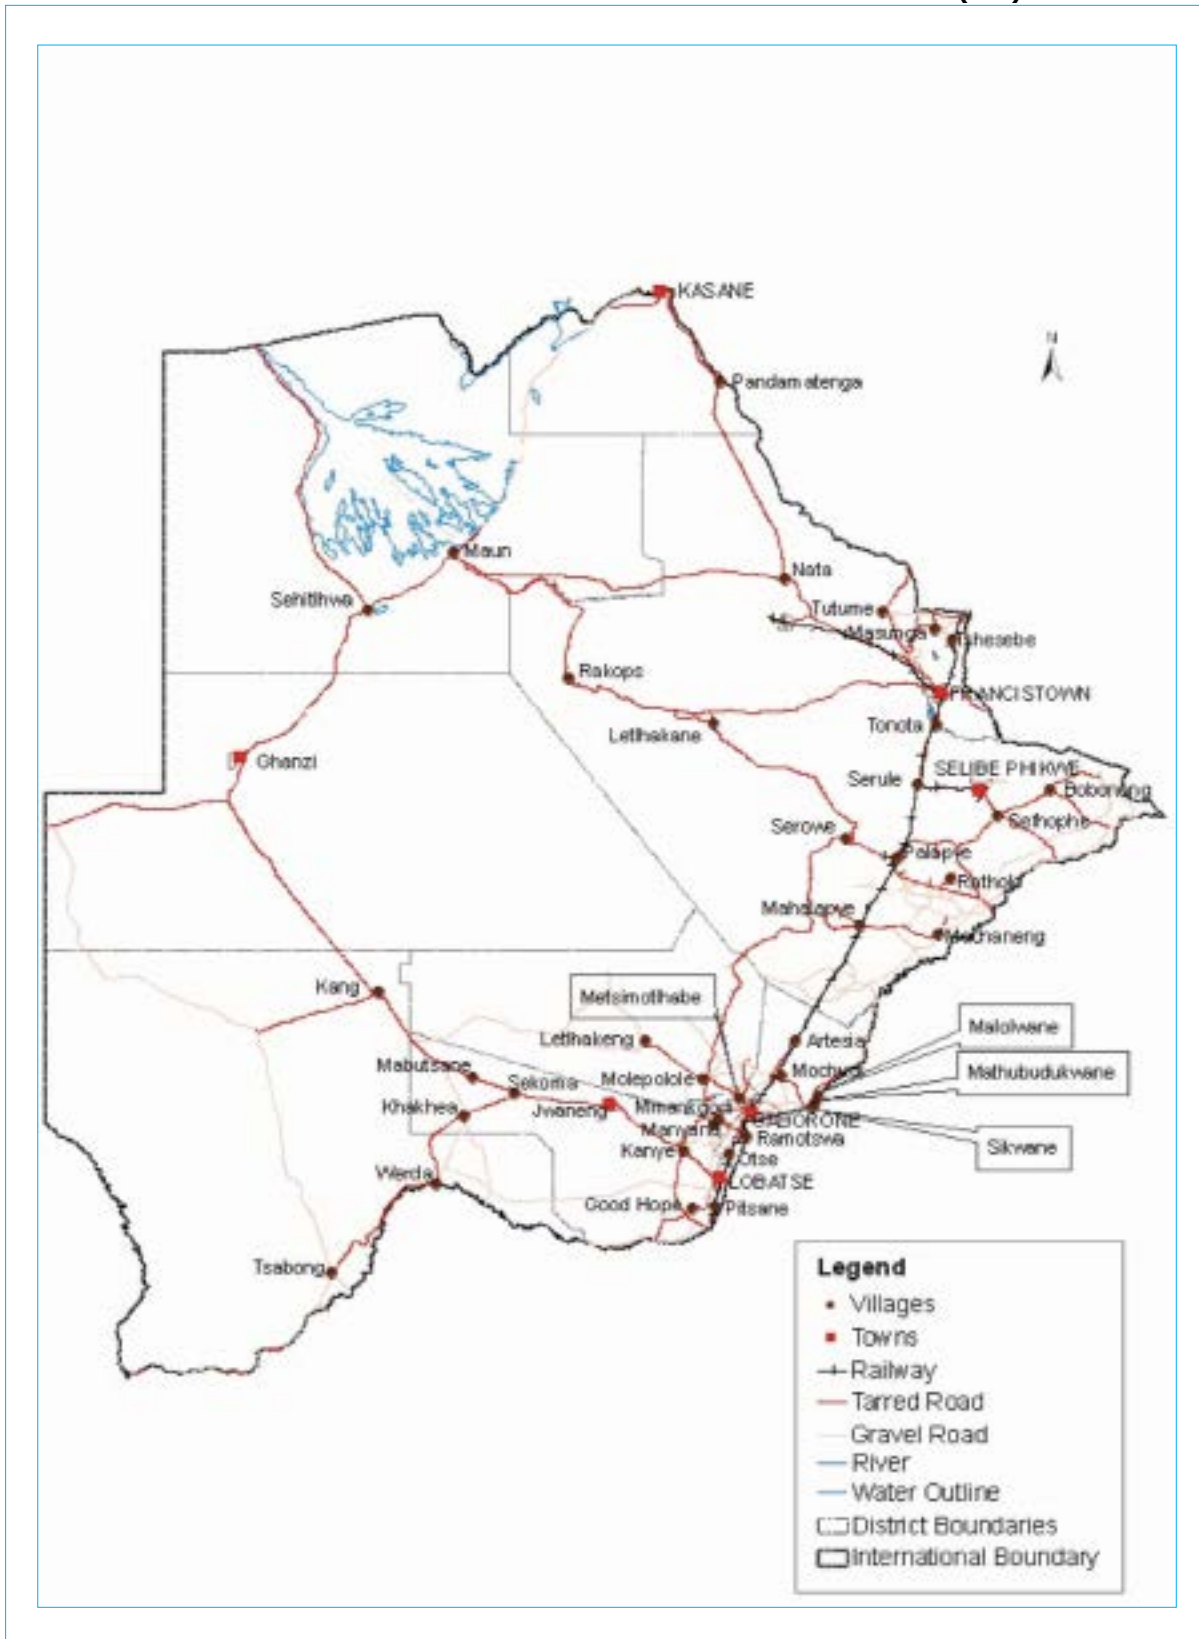 KASANE
N
Pandamatenga
Maun
Nata
Sehitlhwa
Tutume
Masunga
Tshesebe
Rakops
FRANCISTOWN
Letlhakane
Tonota
Ghanzi
Serule
SELIBE PHIKWE
Bobonong
Sefhophe
Serowe
Palapye
Mahalapye
Machaneng
Kang
Metsimotlhabe
Letlhakeng
Artesia
Malolwane
Mabutsane
Sekoma
Molepolole
Mochudi
Mathubudukwane
Khakhea
Jwaneng
Mmankgodi
GABORONE
Manyana
Ramotswa
Kanye
Otse
Sikwane
Werda
LOBATSE
Good Hope
Pitsane
Tsabong
Legend
Villages
Towns
Railway
Tarred Road
Gravel Road
River
Water Outline
District Boundaries
International Boundary